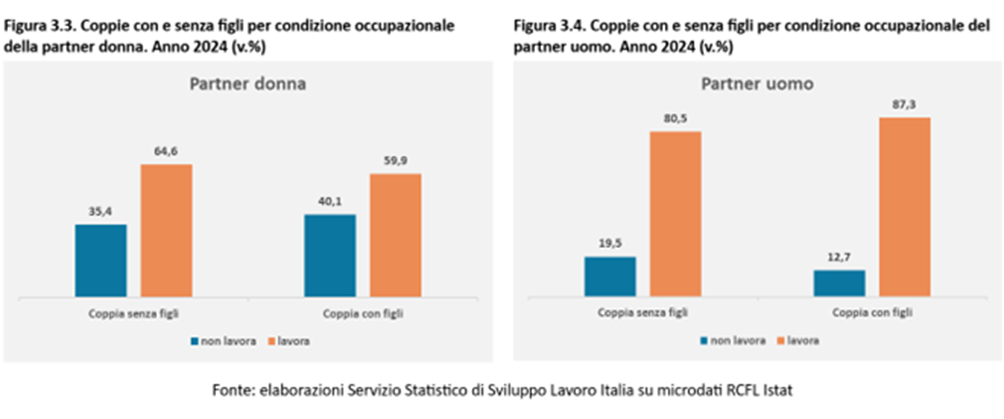 Figura 3.3. Coppie con e senza figli per condizione occupazionale
della partner donna. Anno 2024 (v.%)
Partner donna
64,6
59,9
35,4
40,1
Coppia senza figli
Coppia con figli
non lavora
lavora
Figura 3.4. Coppie con e senza figli per condizione occupazionale del
partner uomo. Anno 2024 (v.%)
Partner uomo
80,5
87,3
19,5
12,7
Coppia senza figli
Coppia con figli
non lavora
lavora
Fonte: elaborazioni Servizio Statistico di Sviluppo Lavoro Italia su microdati RCFL Istat